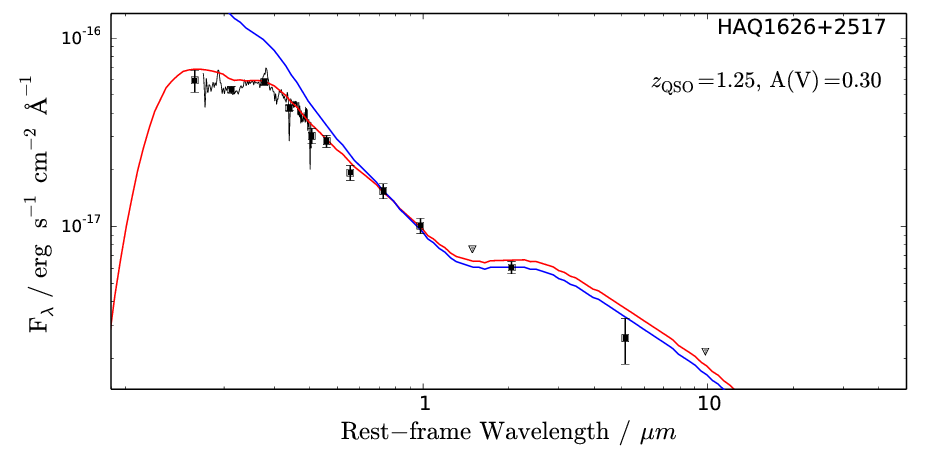 HAQ1626+2517
z_QSO=1.25, A(V)=0.30
10^-16
10^-17
F_λ / erg s^−1 cm^−2 Å^−1
1
10
Rest−frame Wavelength / μm